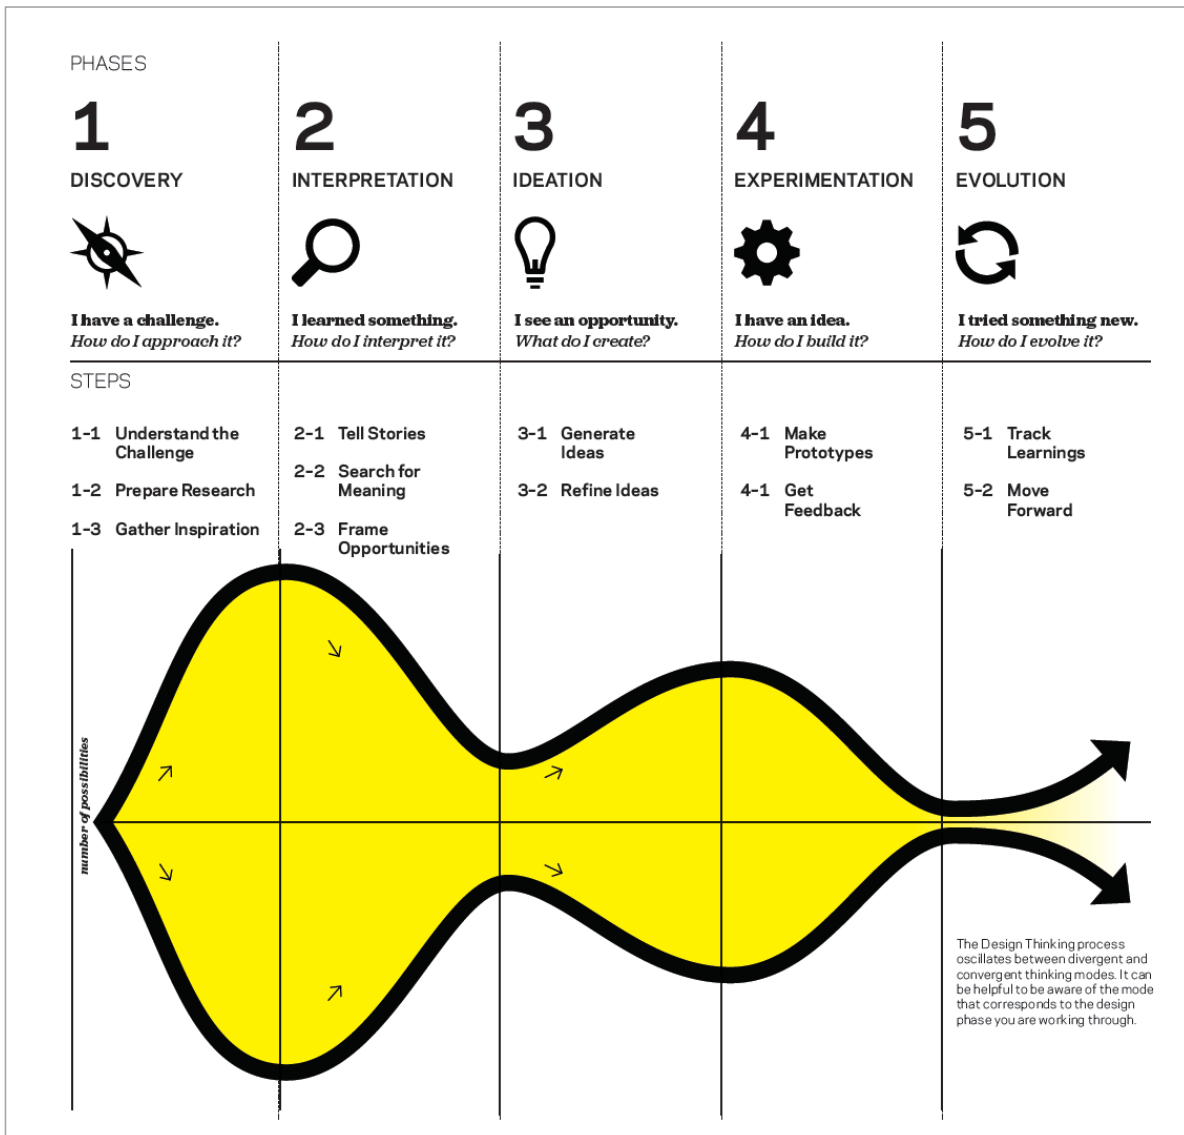 PHASES
1
DISCOVERY
I have a challenge.
How do I approach it?
2
INTERPRETATION
I learned something.
How do I interpret it?
3
IDEATION
I see an opportunity.
What do I create?
4
EXPERIMENTATION
I have an idea.
How do I build it?
5
EVOLUTION
I tried something new.
How do I evolve it?
STEPS
1-1 Understand the
Challenge
1-2 Prepare Research
1-3 Gather Inspiration
2-1 Tell Stories
2-2 Search for
Meaning
2-3 Frame
Opportunities
3-1 Generate
Ideas
3-2 Refine Ideas
4-1 Make
Prototypes
4-1 Get
Feedback
5-1 Track
Learnings
5-2 Move
Forward
number of possibilities
The Design Thinking process
oscillates between divergent and
convergent thinking modes. It can
be helpful to be aware of the mode
that corresponds to the design
phase you are working through.